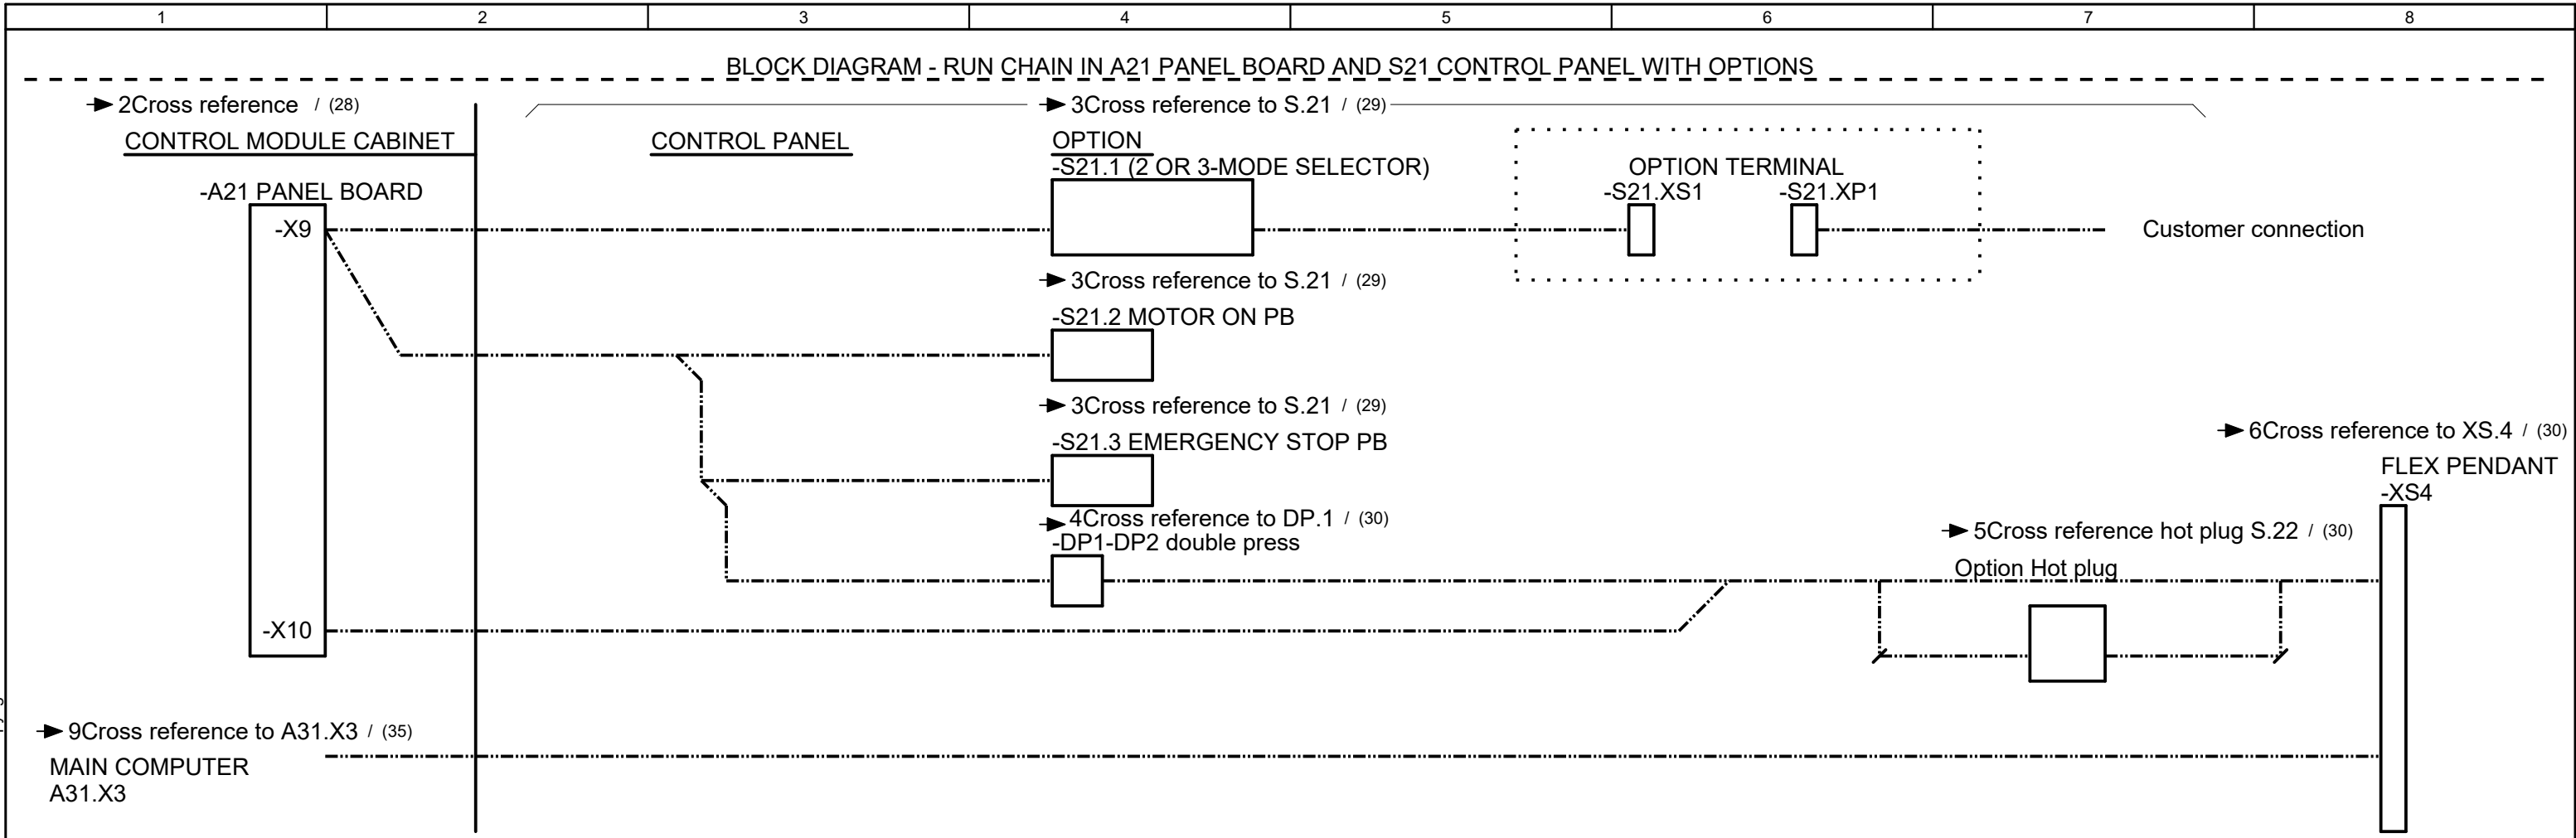 1 2 3 4 5 6 7 8
BLOCK DIAGRAM - RUN CHAIN IN A21 PANEL BOARD AND S21 CONTROL PANEL WITH OPTIONS
2Cross reference / (28)
3Cross reference to S.21 / (29)
CONTROL MODULE CABINET
CONTROL PANEL
OPTION
-S21.1 (2 OR 3-MODE SELECTOR)
OPTION TERMINAL
-A21 PANEL BOARD
-S21.XS1
-S21.XP1
-X9
Customer connection
3Cross reference to S.21 / (29)
-S21.2 MOTOR ON PB
3Cross reference to S.21 / (29)
-S21.3 EMERGENCY STOP PB
6Cross reference to XS.4 / (30)
FLEX PENDANT
-XS4
4Cross reference to DP.1 / (30)
-DP1-DP2 double press
5Cross reference hot plug S.22 / (30)
Option Hot plug
-X10
9Cross reference to A31.X3 / (35)
MAIN COMPUTER
A31.X3